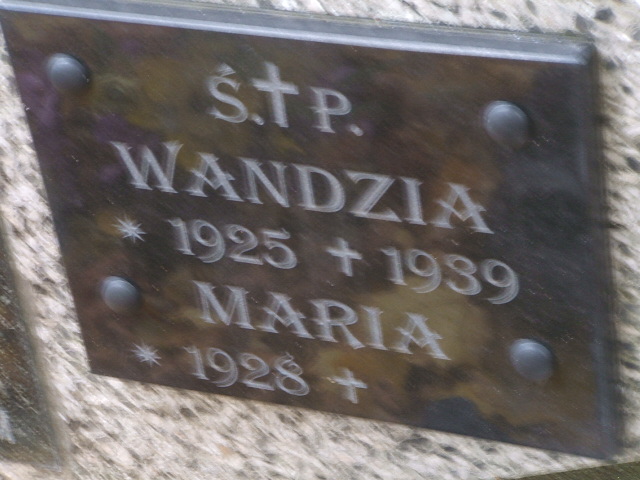 Ś.✝P.
WANDZIA
* 1925 ✝ 1939
MARIA
* 1928 ✝